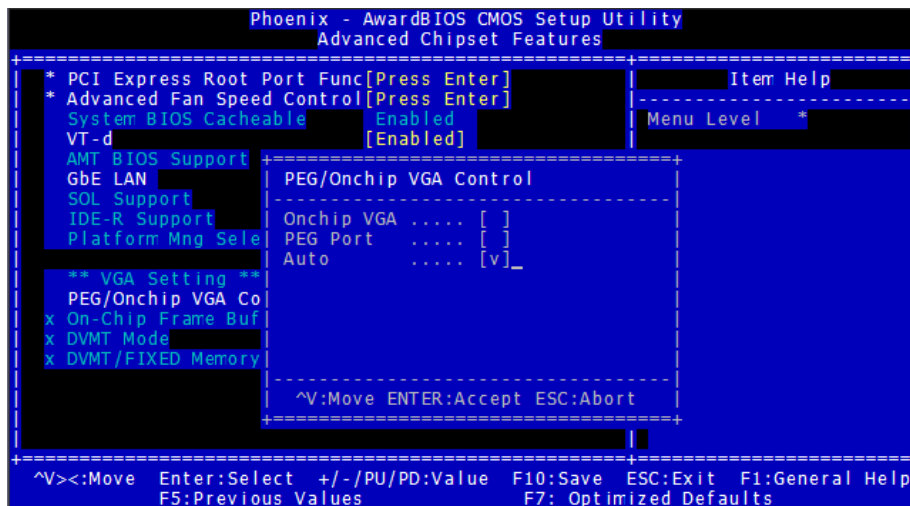 Phoenix - AwardBIOS CMOS Setup Utility
Advanced Chipset Features
* PCI Express Root Port Func[Press Enter]
Item Help
* Advanced Fan Speed Control[Press Enter]
System BIOS Cacheable Enabled
Menu Level *
VT-d [Enabled]
AMT BIOS Support
GbE LAN
SOL Support
IDE-R Support
Platform Mng Sele
** VGA Setting **
PEG/Onchip VGA Co
x On-Chip Frame Buf
x DVMT Mode
x DVMT/FIXED Memory
PEG/Onchip VGA Control
Onchip VGA ..... [ ]
PEG Port ..... [ ]
Auto ..... [v]_
^V:Move ENTER:Accept ESC:Abort
^V><:Move Enter:Select +/-/PU/PD:Value F10:Save ESC:Exit F1:General Help
F5:Previous Values F7: Optimized Defaults